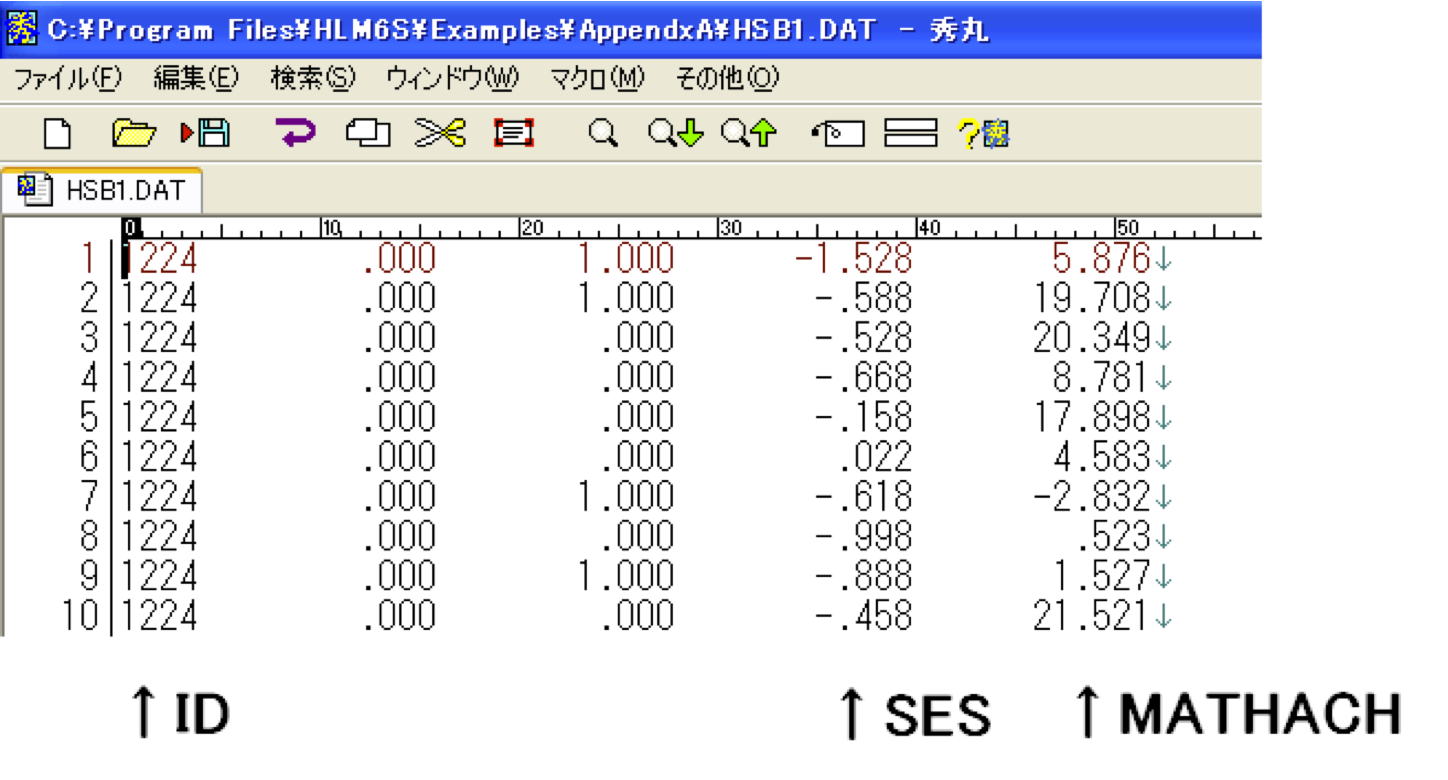 C:¥Program Files¥HLM6S¥Examples¥AppendxA¥HSB1.DAT - 秀丸
ファイル(F) 編集(E) 検索(S) ウィンドウ(W) マクロ(M) その他(O)
HSB1.DAT
0 10 20 30 40 50
1 1224 .000 1.000 -1.528 5.876↓
2 1224 .000 1.000 -.588 19.708↓
3 1224 .000 .000 -.528 20.349↓
4 1224 .000 .000 -.668 8.781↓
5 1224 .000 .000 -.158 17.898↓
6 1224 .000 .000 .022 4.583↓
7 1224 .000 1.000 -.618 -2.832↓
8 1224 .000 .000 -.998 .523↓
9 1224 .000 1.000 -.888 1.527↓
10 1224 .000 .000 -.458 21.521↓
↑ ID ↑ SES ↑ MATHACH